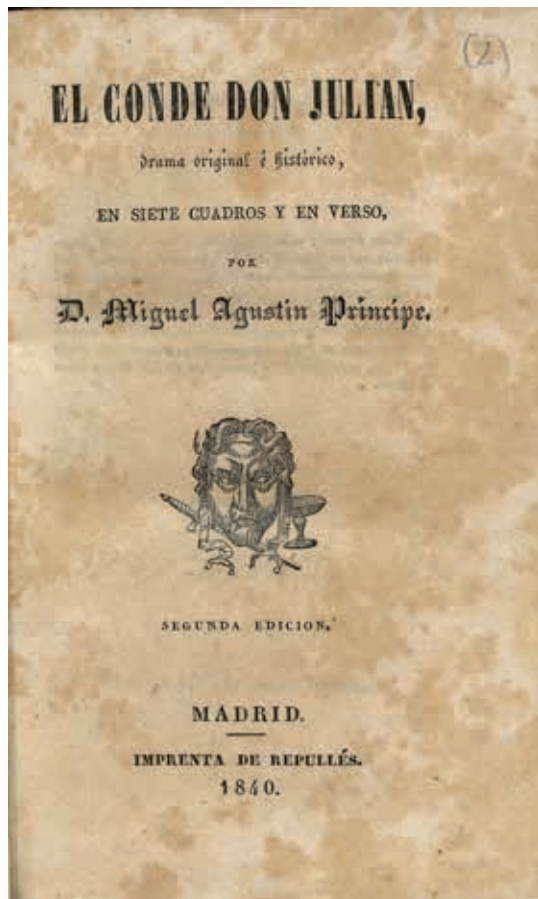 (2)
EL CONDE DON JULIAN,
drama original é histórico,
EN SIETE CUADROS Y EN VERSO,
POR
D. Miguel Agustin Príncipe.
SEGUNDA EDICION.
MADRID.
IMPRENTA DE REPULLÉS.
1840.